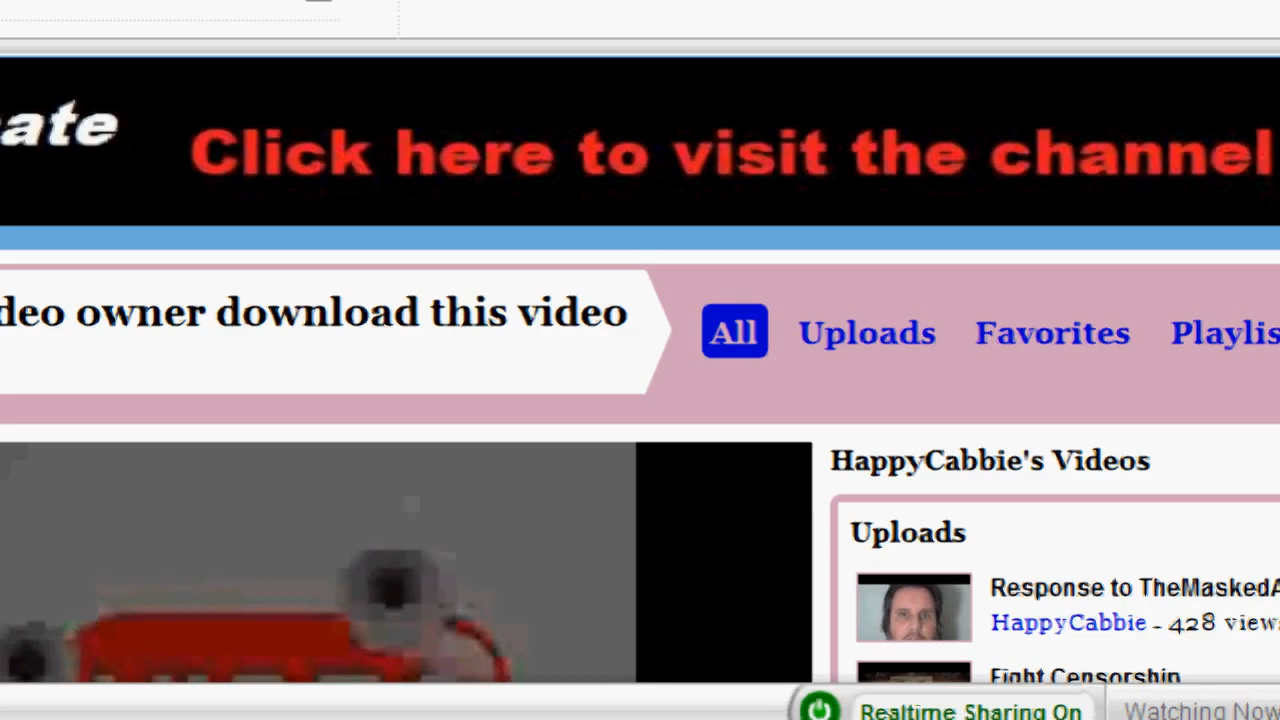 ate
Click here to visit the channel
deo owner download this video
All Uploads Favorites Playlis
HappyCabbie's Videos
Uploads
Response to TheMaskedA
HappyCabbie - 428 views
Fight Censorship
Realtime Sharing On
Watching Now